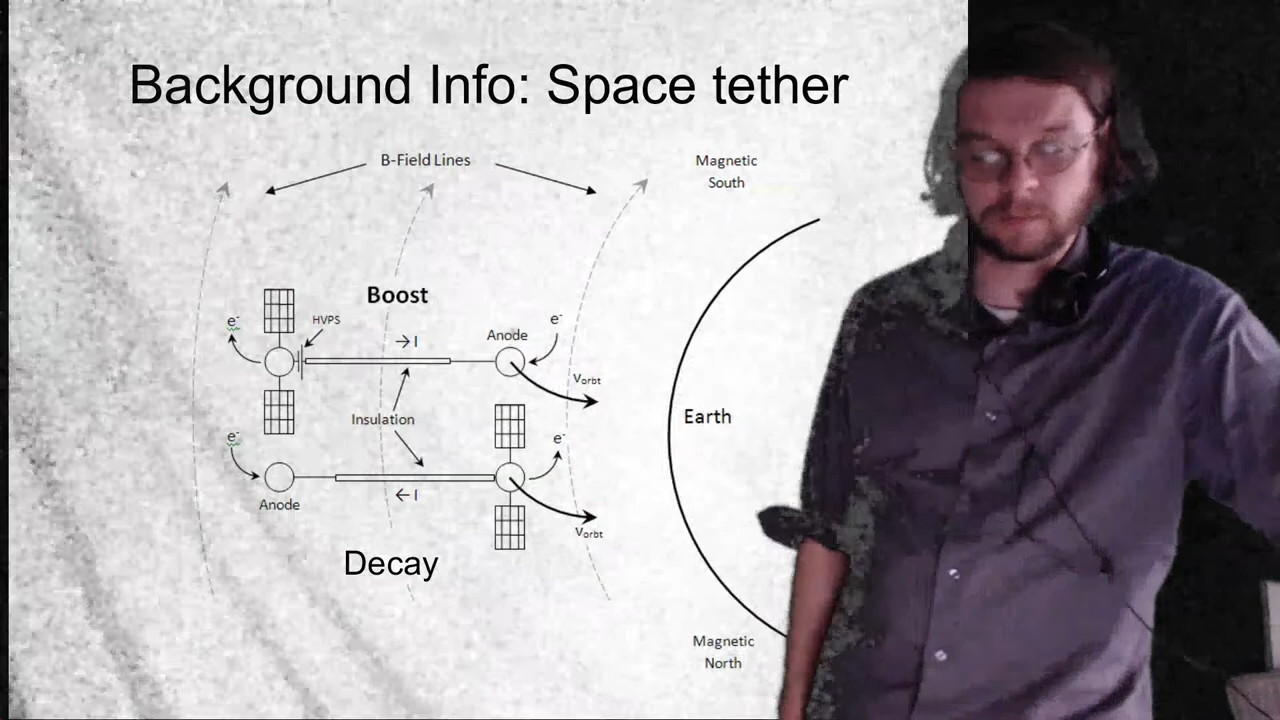 Background Info: Space tether
B-Field Lines
Magnetic
South
Boost
e-
HVPS
→ I
Anode
e-
Vorbt
Insulation
Earth
e-
e-
Anode
← I
Vorbt
Decay
Magnetic
North